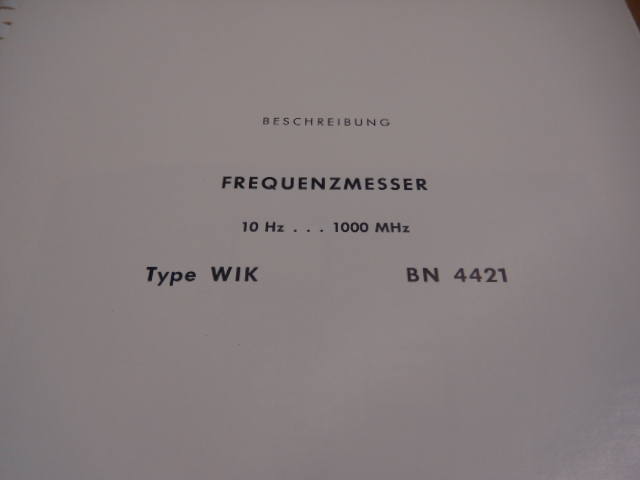 BESCHREIBUNG
FREQUENZMESSER
10 Hz . . . 1000 MHz
Type WIK BN 4421